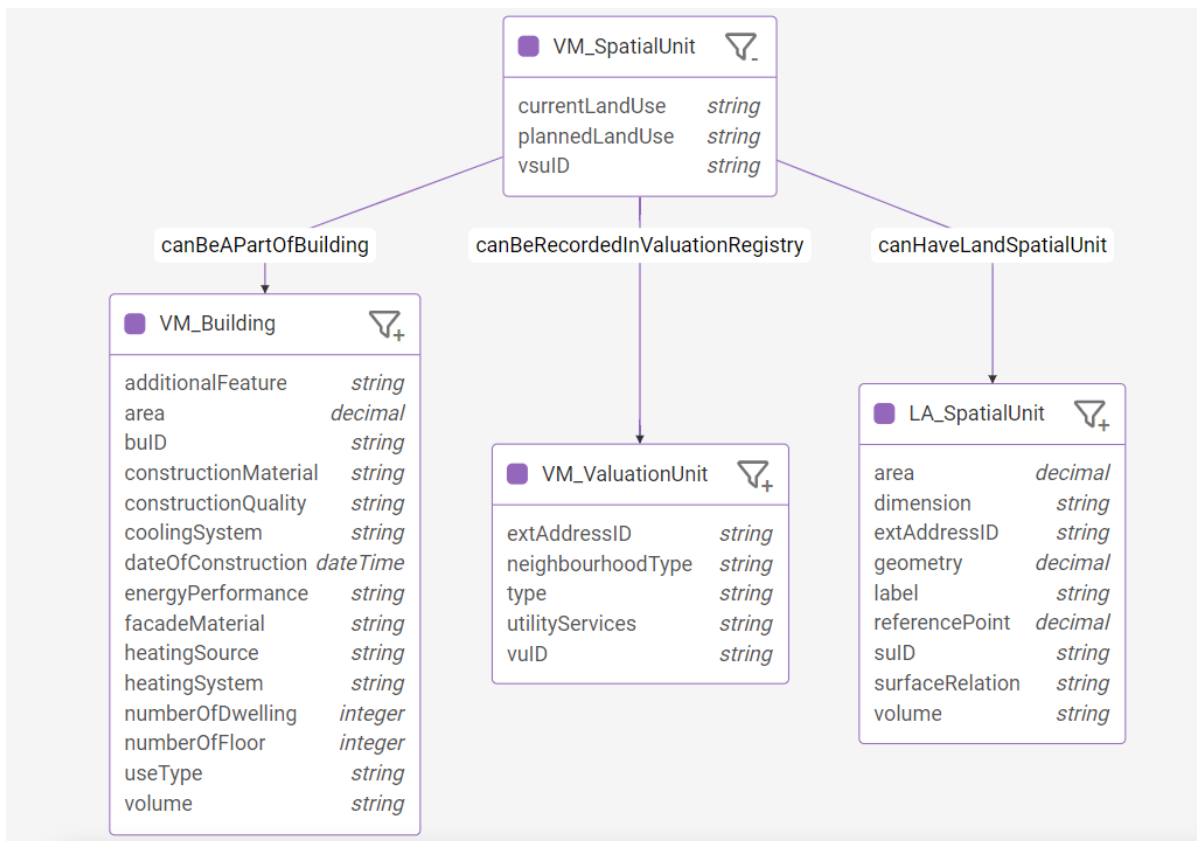 VM_SpatialUnit
currentLandUse string
plannedLandUse string
vsuID string
canBeAPartOfBuilding
canBeRecordedInValuationRegistry
canHaveLandSpatialUnit
VM_Building
additionalFeature string
area decimal
buID string
constructionMaterial string
constructionQuality string
coolingSystem string
dateOfConstruction dateTime
energyPerformance string
facadeMaterial string
heatingSource string
heatingSystem string
numberOfDwelling integer
numberOfFloor integer
useType string
volume string
VM_ValuationUnit
extAddressID string
neighbourhoodType string
type string
utilityServices string
vuID string
LA_SpatialUnit
area decimal
dimension string
extAddressID string
geometry decimal
label string
referencePoint decimal
suID string
surfaceRelation string
volume string